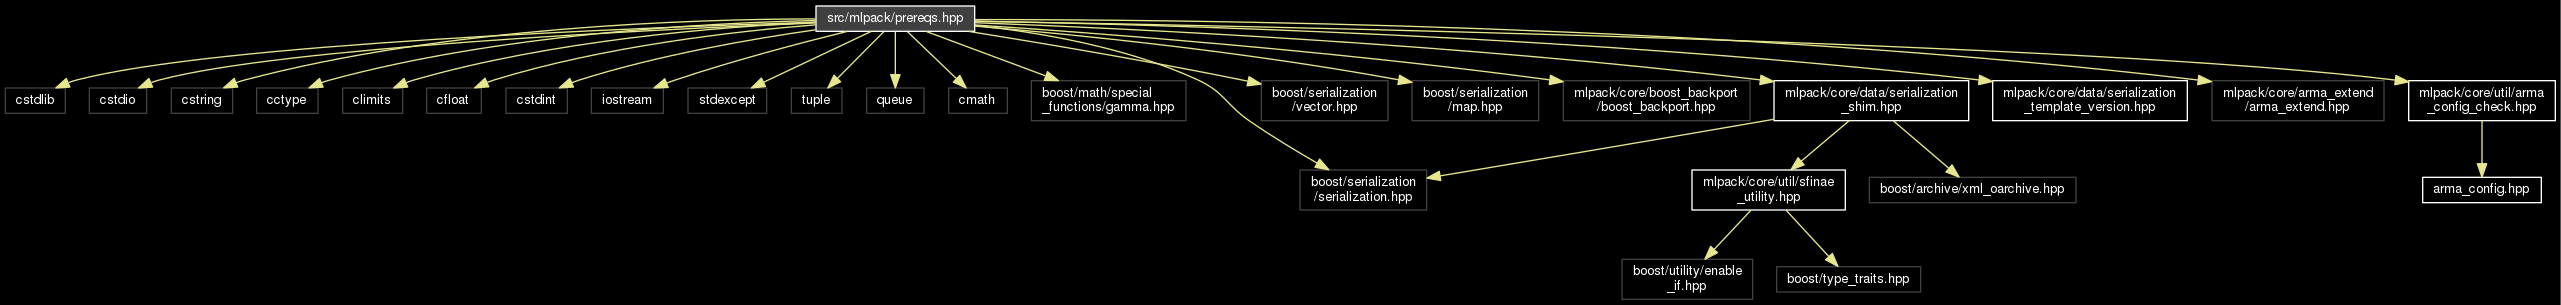 src/mlpack/prereqs.hpp
cstdlib
cstdio
cstring
cctype
climits
cfloat
cstdint
iostream
stdexcept
tuple
queue
cmath
boost/math/special
_functions/gamma.hpp
boost/serialization
/vector.hpp
boost/serialization
/map.hpp
mlpack/core/boost_backport
/boost_backport.hpp
mlpack/core/data/serialization
_shim.hpp
mlpack/core/data/serialization
_template_version.hpp
mlpack/core/arma_extend
/arma_extend.hpp
mlpack/core/util/arma
_config_check.hpp
boost/serialization
/serialization.hpp
mlpack/core/util/sfinae
_utility.hpp
boost/archive/xml_oarchive.hpp
arma_config.hpp
boost/utility/enable
_if.hpp
boost/type_traits.hpp